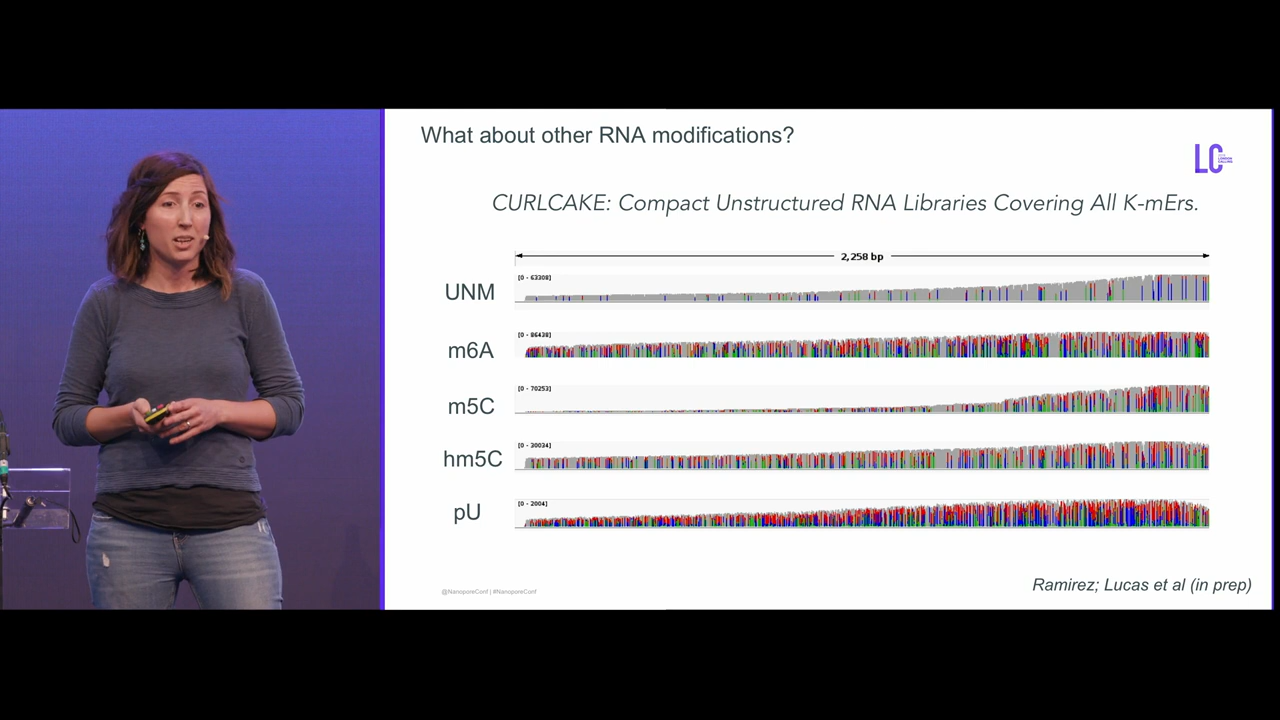 What about other RNA modifications?
LC
LONDON
CALLING
CURLCAKE: Compact Unstructured RNA Libraries Covering All K-mErs.
2,258 bp
UNM
[0 - 63308]
m6A
[0 - 86438]
m5C
[0 - 70253]
hm5C
[0 - 30034]
pU
[0 - 2004]
Ramirez; Lucas et al (in prep)
@NanoporeConf | #NanoporeConf